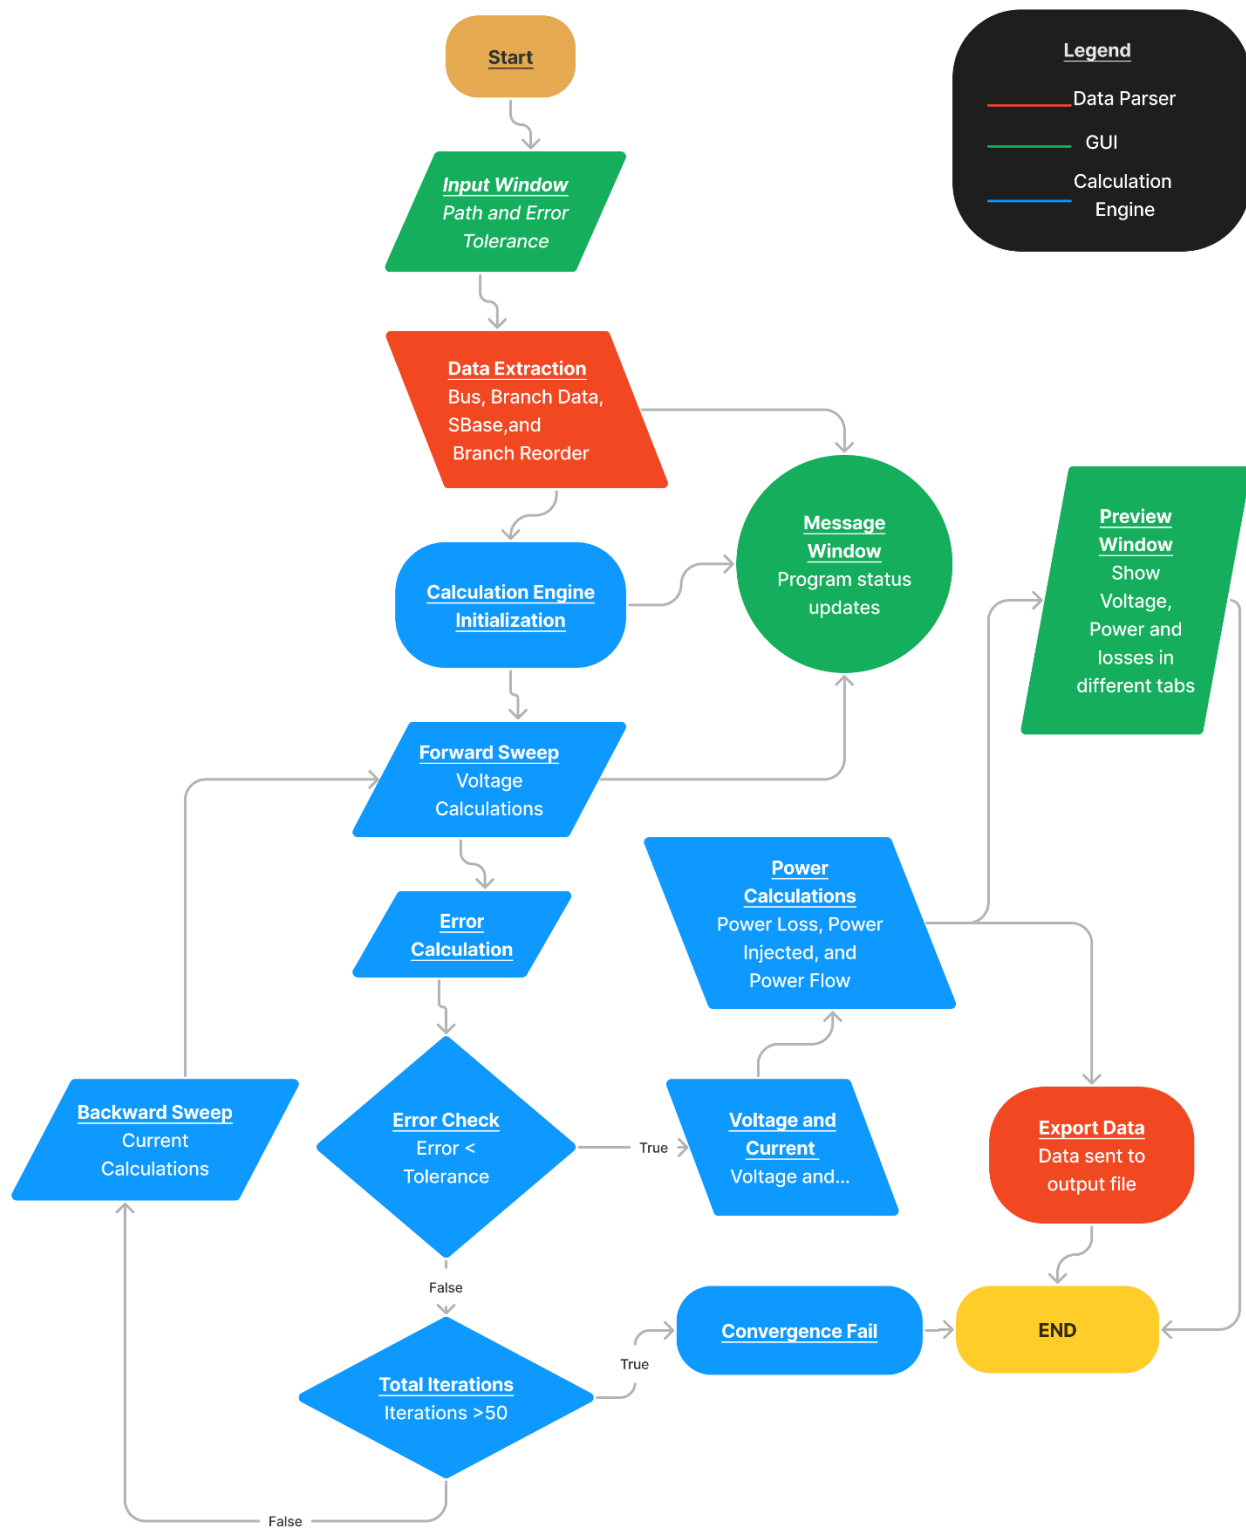 Start
Legend
Data Parser
GUI
Calculation
Engine
Input Window
Path and Error
Tolerance
Data Extraction
Bus, Branch Data,
SBase,and
Branch Reorder
Message
Window
Program status
updates
Preview
Window
Show
Voltage,
Power and
losses in
different tabs
Calculation Engine
Initialization
Forward Sweep
Voltage
Calculations
Power
Calculations
Power Loss, Power
Injected, and
Power Flow
Error
Calculation
Backward Sweep
Current
Calculations
Error Check
Error <
Tolerance
True
Voltage and
Current
Voltage and...
Export Data
Data sent to
output file
False
Convergence Fail
END
True
Total Iterations
Iterations >50
False